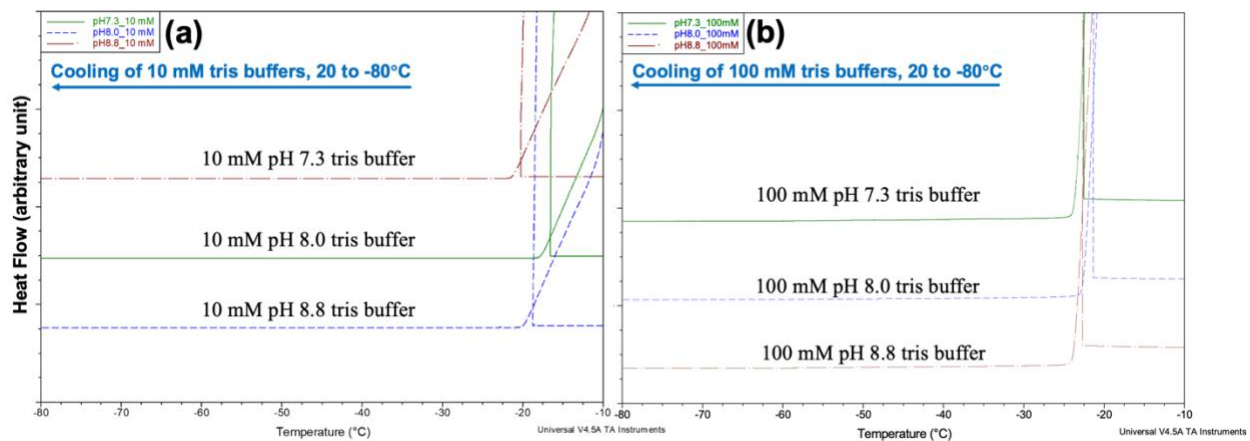 pH7.3_10 mM
pH8.0_10 mM
pH8.8_10 mM
(a)
Cooling of 10 mM tris buffers, 20 to -80°C
10 mM pH 7.3 tris buffer
10 mM pH 8.0 tris buffer
10 mM pH 8.8 tris buffer
Heat Flow (arbitrary unit)
-80 -70 -60 -50 -40 -30 -20 -10
Temperature (°C)
Universal V4.5A TA Instruments
pH7.3_100mM
pH8.0_100mM
pH8.8_100mM
(b)
Cooling of 100 mM tris buffers, 20 to -80°C
100 mM pH 7.3 tris buffer
100 mM pH 8.0 tris buffer
100 mM pH 8.8 tris buffer
-80 -70 -60 -50 -40 -30 -20 -10
Temperature (°C)
Universal V4.5A TA Instruments